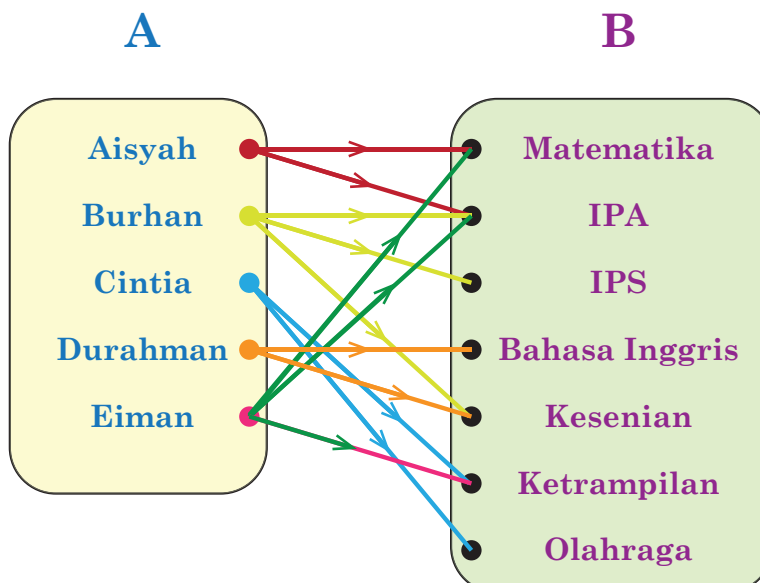 A
B
Aisyah
Burhan
Cintia
Durahman
Eiman
Matematika
IPA
IPS
Bahasa Inggris
Kesenian
Ketrampilan
Olahraga